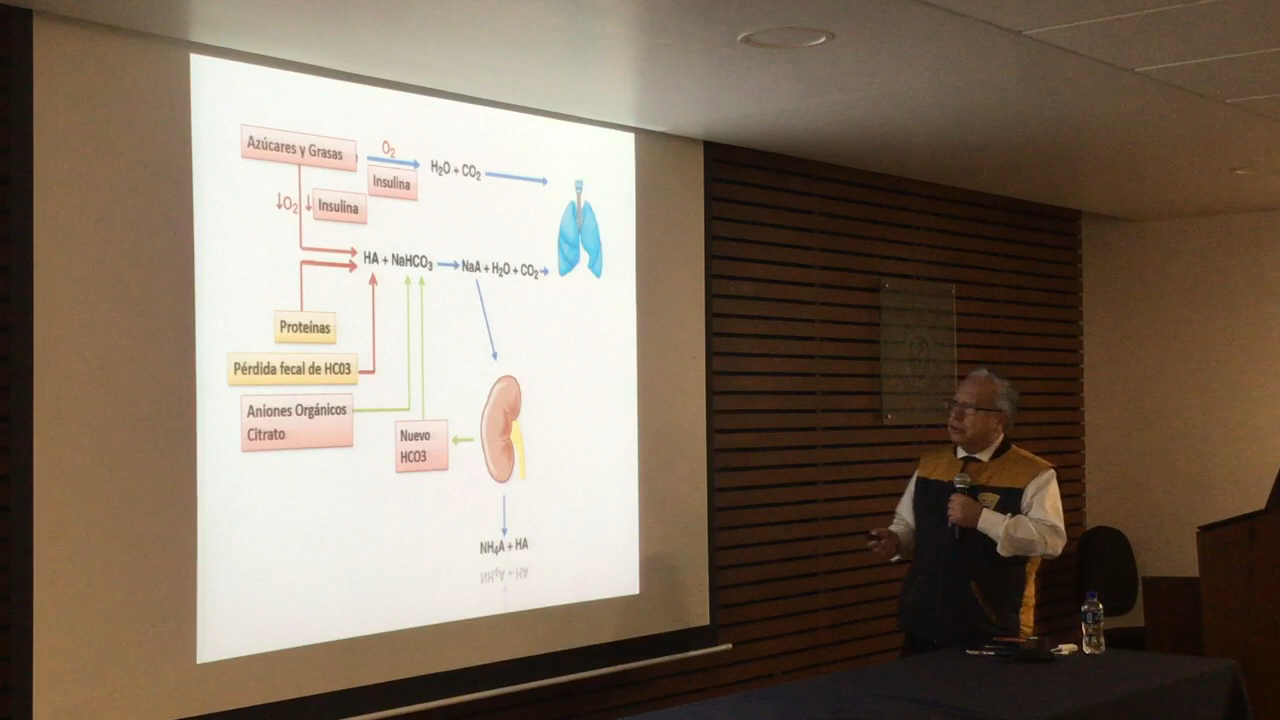 Azúcares y Grasas
O₂
Insulina
H₂O + CO₂
↓O₂
↓
Insulina
HA + NaHCO₃
NaA + H₂O + CO₂
Proteínas
Pérdida fecal de HC03
Aniones Orgánicos
Citrato
Nuevo
HCO3
NH₄A + HA